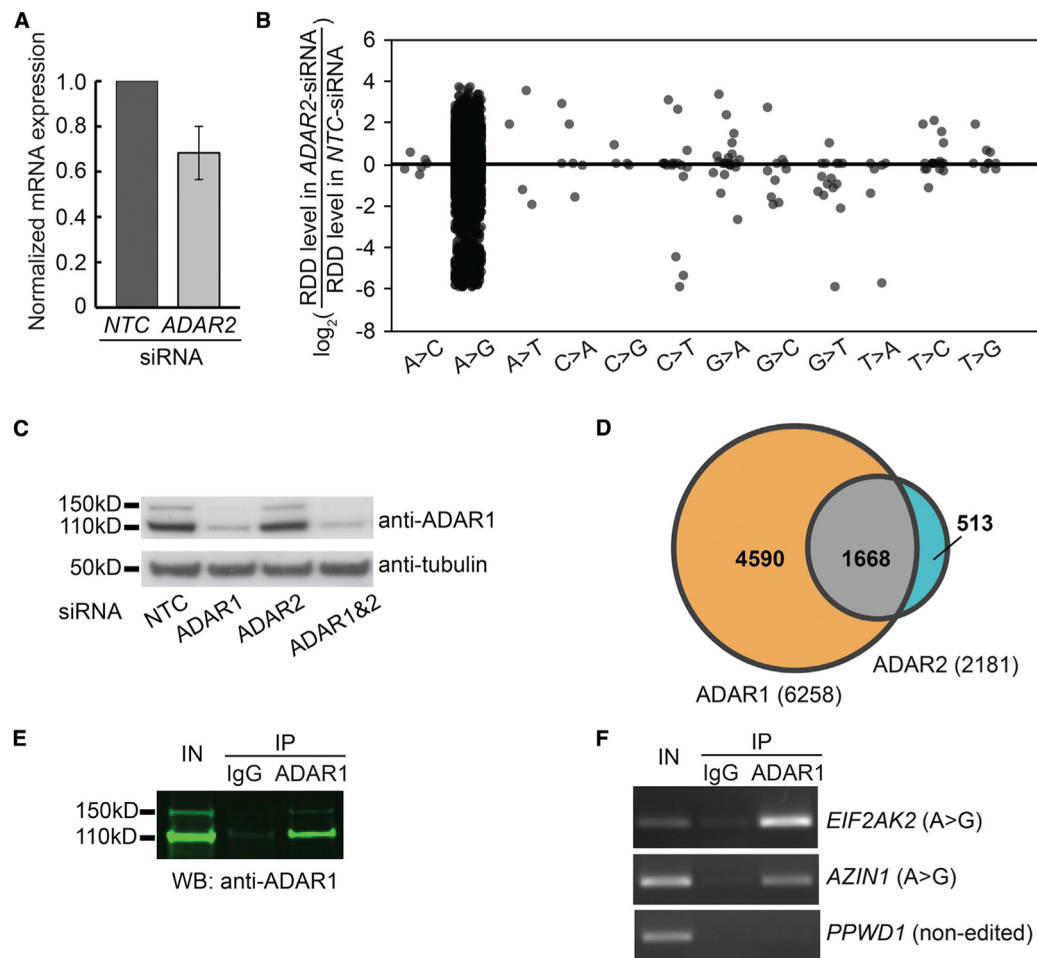 A
Normalized mRNA expression
1.0
0.8
0.6
0.4
0.2
0
NTC ADAR2
siRNA
B
log2(RDD level in ADAR2-siRNA / RDD level in NTC-siRNA)
6
4
2
0
-2
-4
-6
-8
A>C A>G A>T C>A C>G C>T G>A G>C G>T T>A T>C T>G
C
150kD
110kD
anti-ADAR1
50kD
anti-tubulin
siRNA NTC ADAR1 ADAR2 ADAR1&2
D
4590
1668
513
ADAR2 (2181)
ADAR1 (6258)
E
IN
IP
IgG ADAR1
150kD
110kD
WB: anti-ADAR1
F
IN
IP
IgG ADAR1
EIF2AK2 (A>G)
AZIN1 (A>G)
PPWD1 (non-edited)